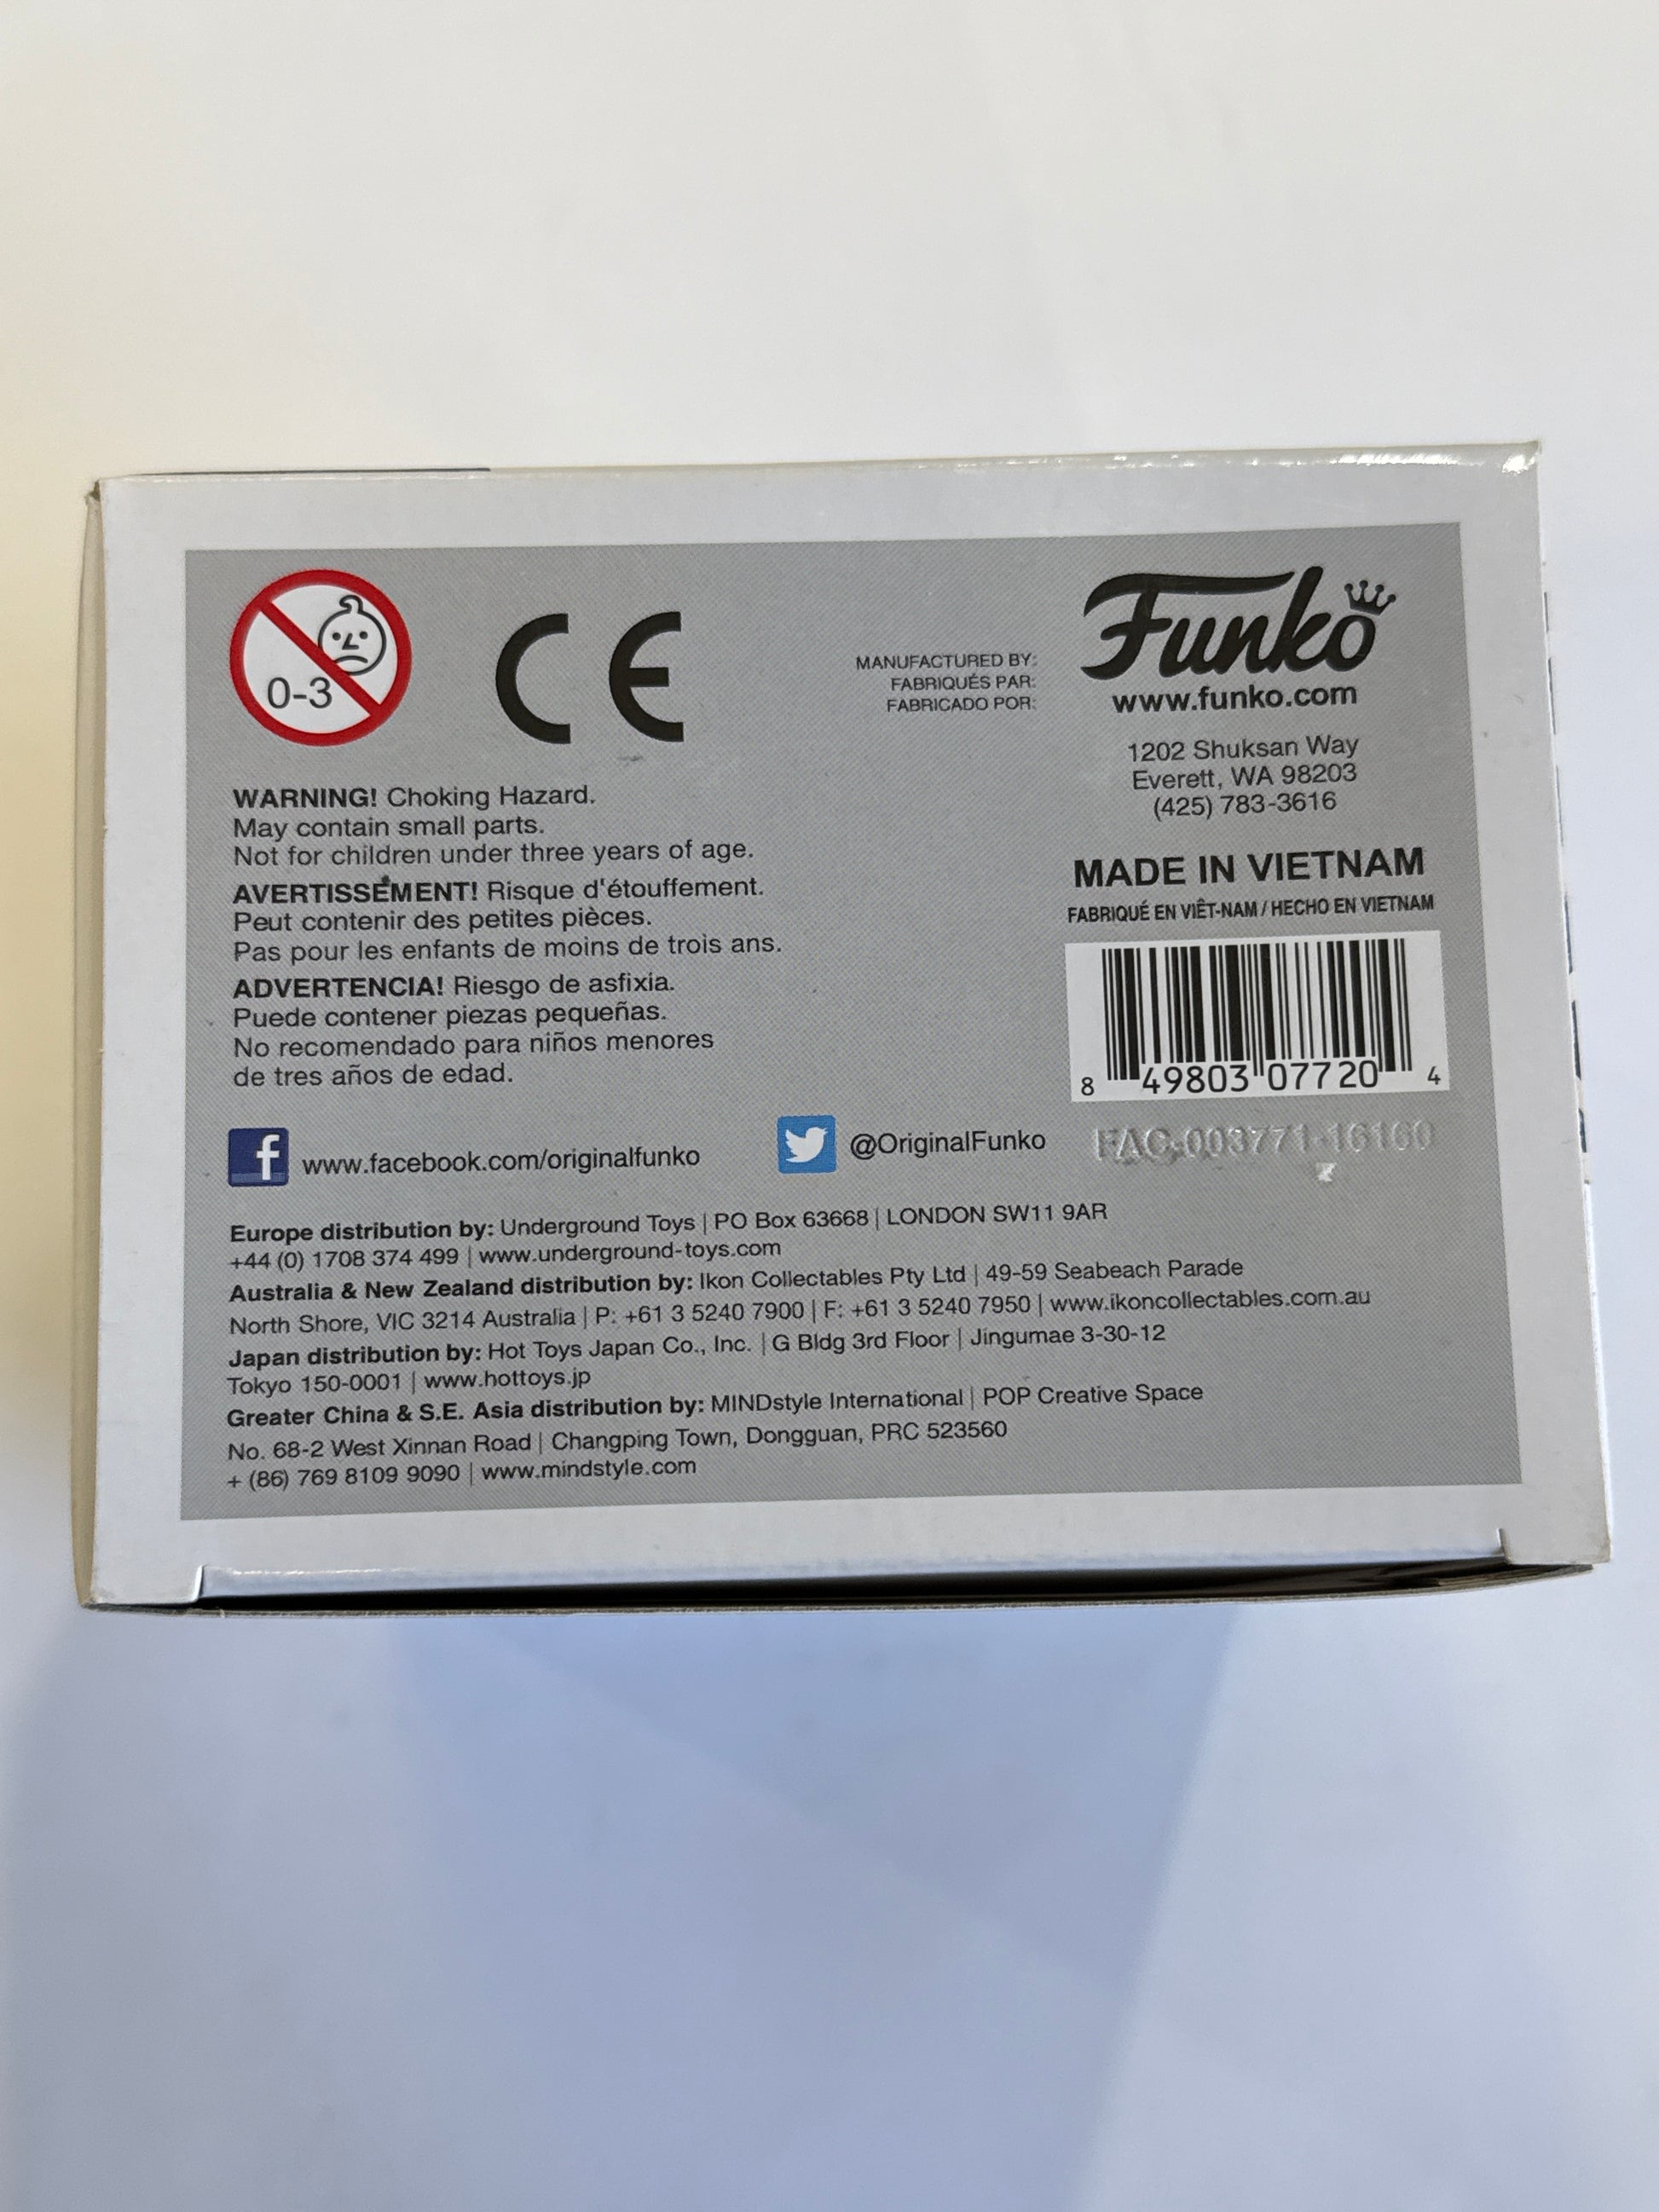 0-3
CE
MANUFACTURED BY:
FABRIQUÉS PAR:
FABRICADO POR:
Funko
www.funko.com
1202 Shuksan Way
Everett, WA 98203
(425) 783-3616
WARNING! Choking Hazard.
May contain small parts.
Not for children under three years of age.
AVERTISSEMENT! Risque d'étouffement.
Peut contenir des petites pièces.
Pas pour les enfants de moins de trois ans.
ADVERTENCIA! Riesgo de asfixia.
Puede contener piezas pequeñas.
No recomendado para niños menores
de tres años de edad.
MADE IN VIETNAM
FABRIQUÉ EN VIÊT-NAM / HECHO EN VIETNAM
8 49803 07720 4
www.facebook.com/originalfunko
@OriginalFunko
FAC-003771-16160
Europe distribution by: Underground Toys | PO Box 63668 | LONDON SW11 9AR
+44 (0) 1708 374 499 | www.underground-toys.com
Australia & New Zealand distribution by: Ikon Collectables Pty Ltd | 49-59 Seabeach Parade
North Shore, VIC 3214 Australia | P: +61 3 5240 7900 | F: +61 3 5240 7950 | www.ikoncollectables.com.au
Japan distribution by: Hot Toys Japan Co., Inc. | G Bldg 3rd Floor | Jingumae 3-30-12
Tokyo 150-0001 | www.hottoys.jp
Greater China & S.E. Asia distribution by: MINDstyle International | POP Creative Space
No. 68-2 West Xinnan Road | Changping Town, Dongguan, PRC 523560
+ (86) 769 8109 9090 | www.mindstyle.com